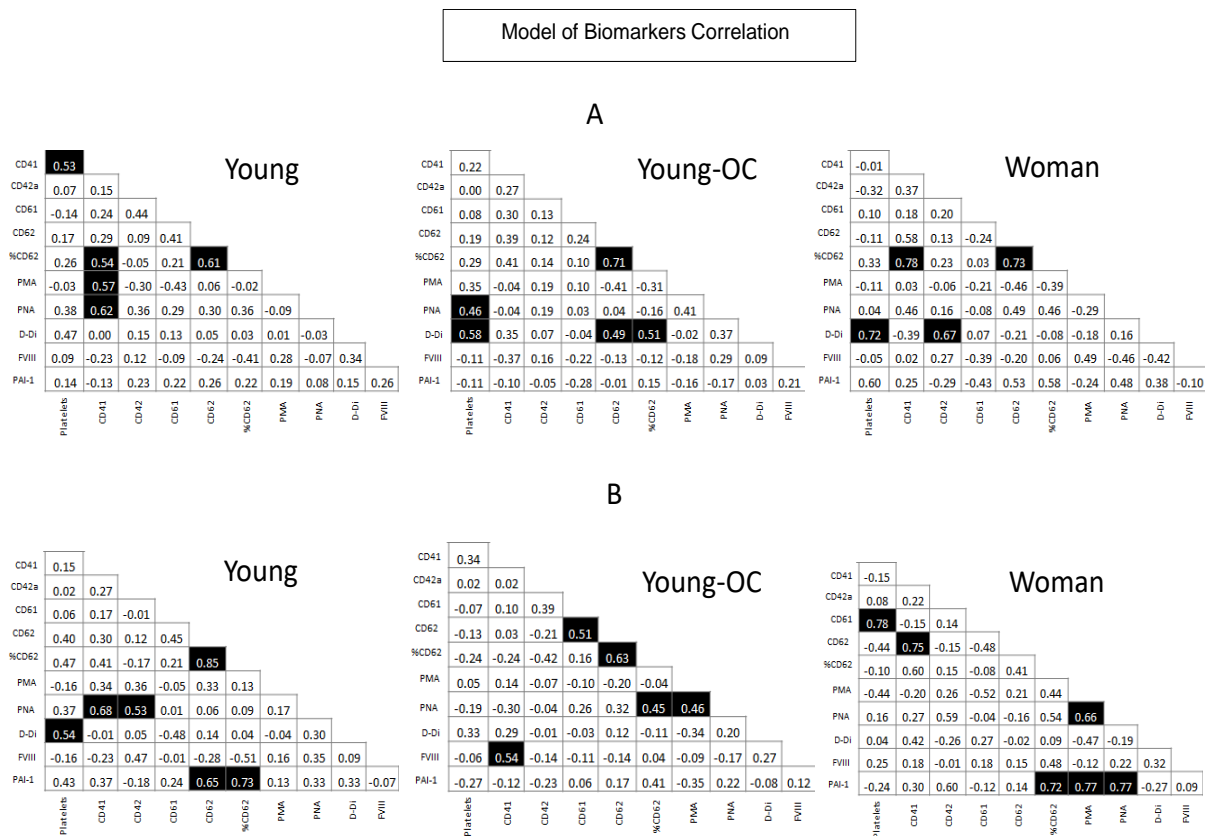 Model of Biomarkers Correlation
A
Young
CD41 0.53
CD42a 0.07 0.15
CD61 -0.14 0.24 0.44
CD62 0.17 0.29 0.09 0.41
%CD62 0.26 0.54 -0.05 0.21 0.61
PMA -0.03 0.57 -0.30 -0.43 0.06 -0.02
PNA 0.38 0.62 0.36 0.29 0.30 0.36 -0.09
D-Di 0.47 0.00 0.15 0.13 0.05 0.03 0.01 -0.03
FVIII 0.09 -0.23 0.12 -0.09 -0.24 -0.41 0.28 -0.07 0.34
PAI-1 0.14 -0.13 0.23 0.22 0.26 0.22 0.19 0.08 0.15 0.26
Platelets CD41 CD42 CD61 CD62 %CD62 PMA PNA D-Di FVIII
Young-OC
CD41 0.22
CD42a 0.00 0.27
CD61 0.08 0.30 0.13
CD62 0.19 0.39 0.12 0.24
%CD62 0.29 0.41 0.14 0.10 0.71
PMA 0.35 -0.04 0.19 0.10 -0.41 -0.31
PNA 0.46 -0.04 0.19 0.03 0.04 -0.16 0.41
D-Di 0.58 0.35 0.07 -0.04 0.49 0.51 -0.02 0.37
FVIII -0.11 -0.37 0.16 -0.22 -0.13 -0.12 -0.18 0.29 0.09
PAI-1 -0.11 -0.10 -0.05 -0.28 -0.01 0.15 -0.16 -0.17 0.03 0.21
Platelets CD41 CD42 CD61 CD62 %CD62 PMA PNA D-Di FVIII
Woman
CD41 -0.01
CD42a -0.32 0.37
CD61 0.10 0.18 0.20
CD62 -0.11 0.58 0.13 -0.24
%CD62 0.33 0.78 0.23 0.03 0.73
PMA -0.11 0.03 -0.06 -0.21 -0.46 -0.39
PNA 0.04 0.46 0.16 -0.08 0.49 0.46 -0.29
D-Di 0.72 -0.39 0.67 0.07 -0.21 -0.08 -0.18 0.16
FVIII -0.05 0.02 0.27 -0.39 -0.20 0.06 0.49 -0.46 -0.42
PAI-1 0.60 0.25 -0.29 -0.43 0.53 0.58 -0.24 0.48 0.38 -0.10
Platelets CD41 CD42 CD61 CD62 %CD62 PMA PNA D-Di FVIII
B
Young
CD41 0.15
CD42a 0.02 0.27
CD61 0.06 0.17 -0.01
CD62 0.40 0.30 0.12 0.45
%CD62 0.47 0.41 -0.17 0.21 0.85
PMA -0.16 0.34 0.36 -0.05 0.33 0.13
PNA 0.37 0.68 0.53 0.01 0.06 0.09 0.17
D-Di 0.54 -0.01 0.05 -0.48 0.14 0.04 -0.04 0.30
FVIII -0.16 -0.23 0.47 -0.01 -0.28 -0.51 0.16 0.35 0.09
PAI-1 0.43 0.37 -0.18 0.24 0.65 0.73 0.13 0.33 0.33 -0.07
Platelets CD41 CD42 CD61 CD62 %CD62 PMA PNA D-Di FVIII
Young-OC
CD41 0.34
CD42a 0.02 0.02
CD61 -0.07 0.10 0.39
CD62 -0.13 0.03 -0.21 0.51
%CD62 -0.24 -0.24 -0.42 0.16 0.63
PMA 0.05 0.14 -0.07 -0.10 -0.20 -0.04
PNA -0.19 -0.30 -0.04 0.26 0.32 0.45 0.46
D-Di 0.33 0.29 -0.01 -0.03 0.12 -0.11 -0.34 0.20
FVIII -0.06 0.54 -0.14 -0.11 -0.14 0.04 -0.09 -0.17 0.27
PAI-1 -0.27 -0.12 -0.23 0.06 0.17 0.41 -0.35 0.22 -0.08 0.12
Platelets CD41 CD42 CD61 CD62 %CD62 PMA PNA D-Di FVIII
Woman
CD41 -0.15
CD42a 0.08 0.22
CD61 0.78 -0.15 0.14
CD62 -0.44 0.75 -0.15 -0.48
%CD62 -0.10 0.60 0.15 -0.08 0.41
PMA -0.44 -0.20 0.26 -0.52 0.21 0.44
PNA 0.16 0.27 0.59 -0.04 -0.16 0.54 0.66
D-Di 0.04 0.42 -0.26 0.27 -0.02 0.09 -0.47 -0.19
FVIII 0.25 0.18 -0.01 0.18 0.15 0.48 -0.12 0.22 0.32
PAI-1 -0.24 0.30 0.60 -0.12 0.14 0.72 0.77 0.77 -0.27 0.09
Platelets CD41 CD42 CD61 CD62 %CD62 PMA PNA D-Di FVIII